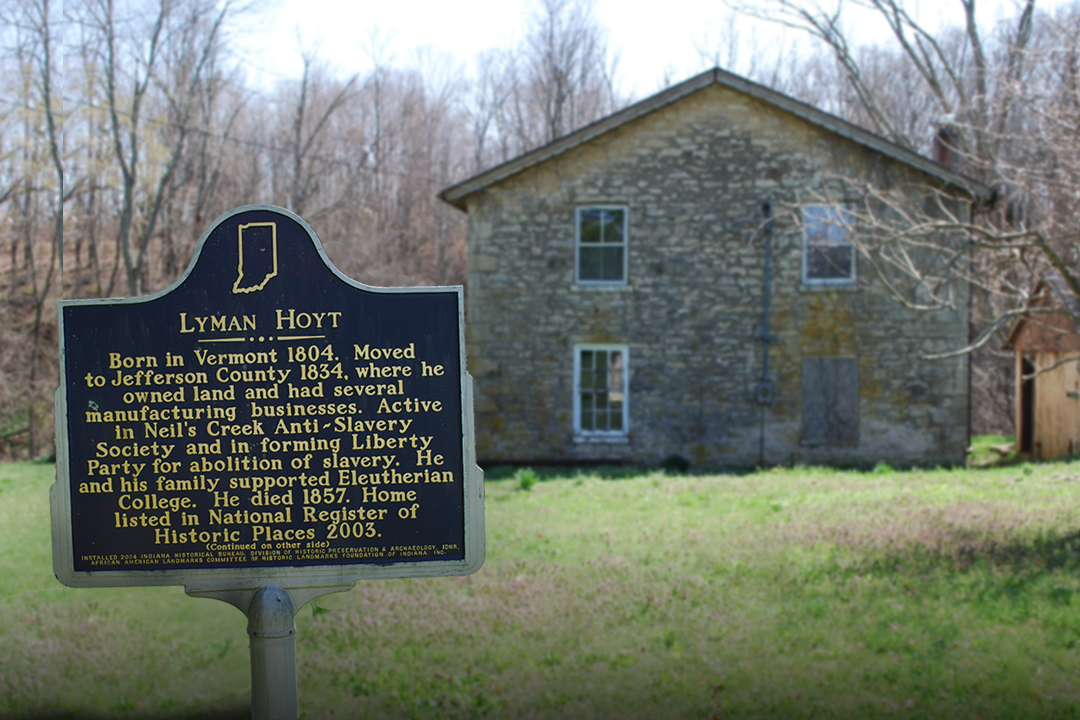 LYMAN HOYT
Born in Vermont 1804. Moved
to Jefferson County 1834, where he
owned land and had several
manufacturing businesses. Active
in Neil's Creek Anti-Slavery
Society and in forming Liberty
Party for abolition of slavery. He
and his family supported Eleutherian
College. He died 1857. Home
listed in National Register of
Historic Places 2003.
(Continued on other side)
INSTALLED 2004 INDIANA HISTORICAL BUREAU, DIVISION OF HISTORIC PRESERVATION & ARCHAEOLOGY, IDNR,
AFRICAN AMERICAN LANDMARKS COMMITTEE OF HISTORIC LANDMARKS FOUNDATION OF INDIANA, INC.